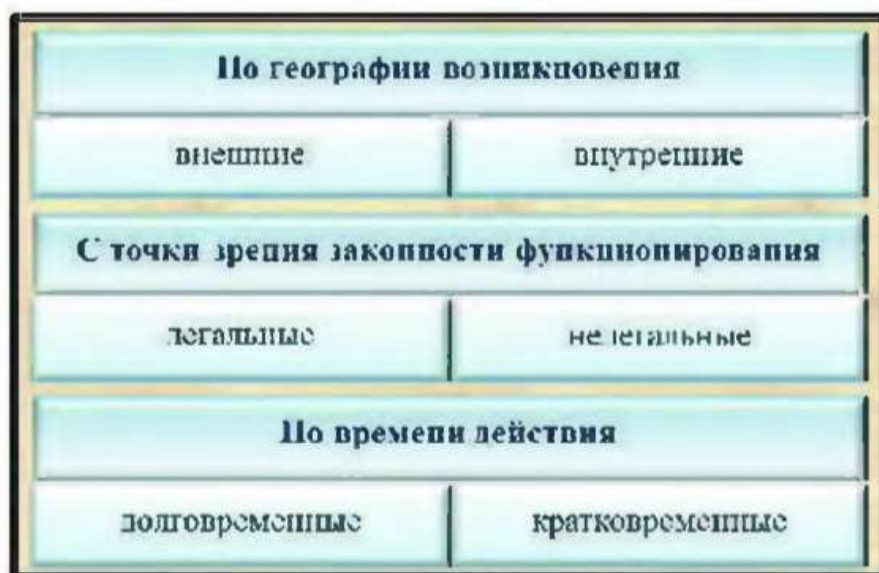 По географии возникновения
внешние
внутренние
С точки зрения законности функционирования
легальные
нелегальные
По времени действия
долговременные
кратковременные